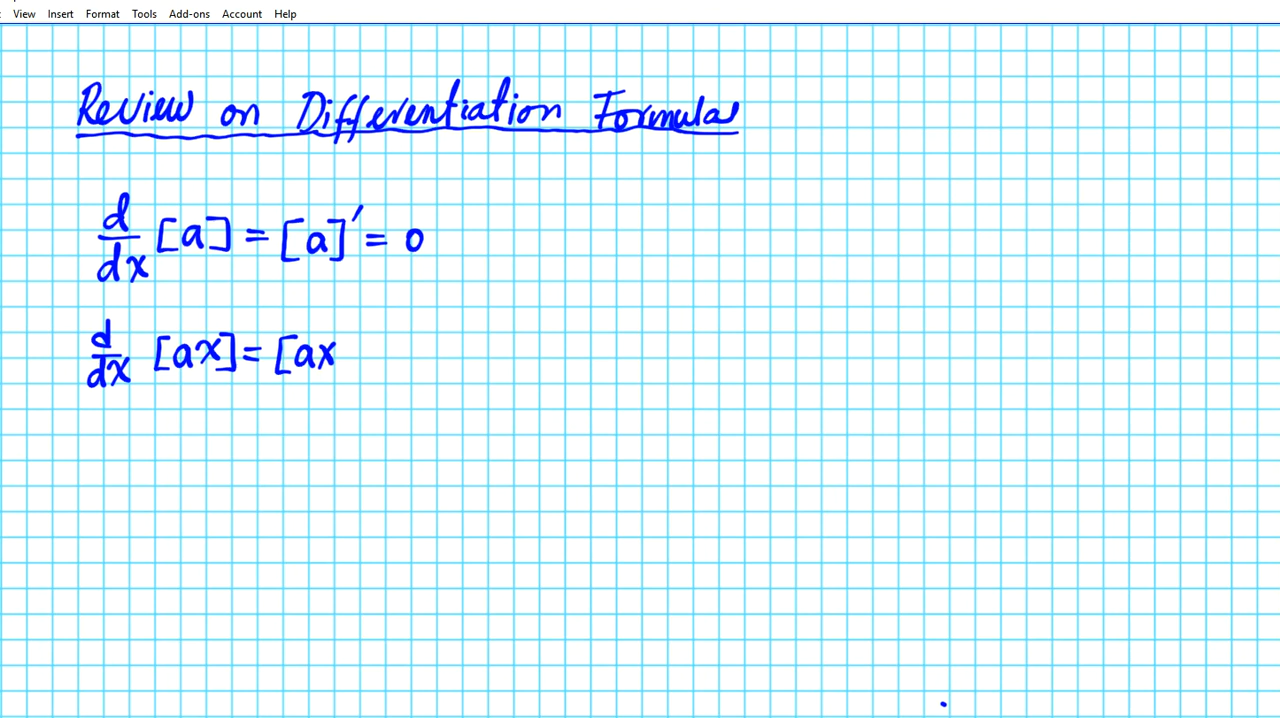 View Insert Format Tools Add-ons Account Help
Review on Differentiation Formulas
d/dx [a] = [a]' = 0
d/dx [ax] = [ax